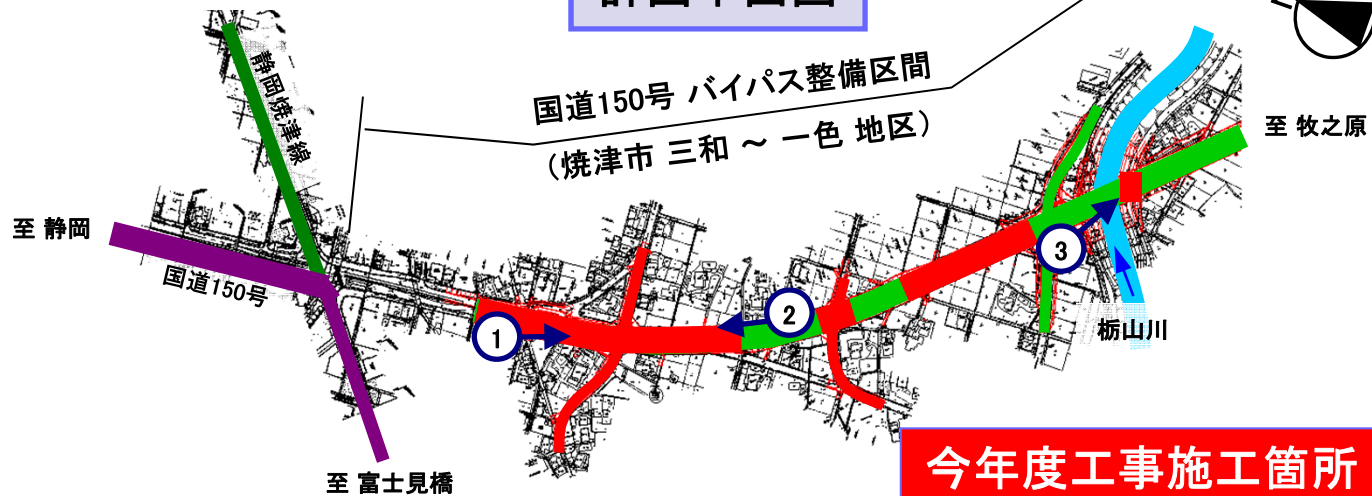 国道150号 バイパス整備区間
(焼津市 三和 ~ 一色 地区)
静岡焼津線
至 牧之原
至 静岡
国道150号
①
②
③
栃山川
至 富士見橋
今年度工事施工箇所